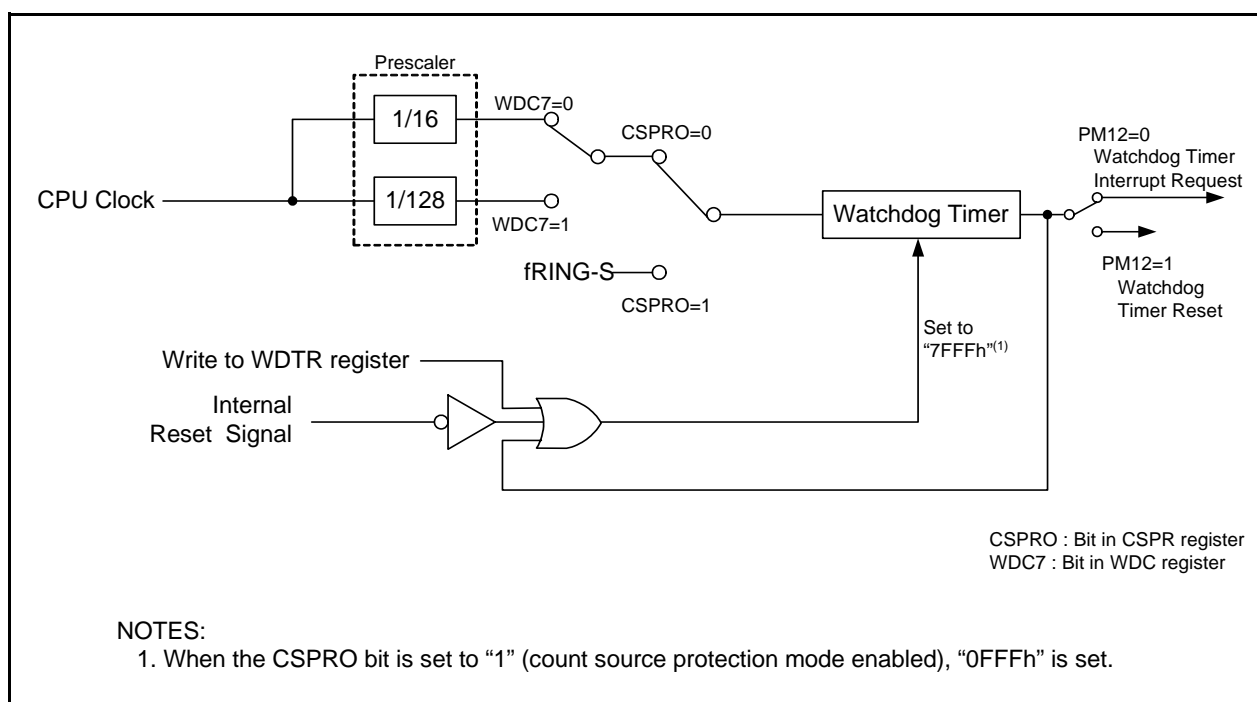 Prescaler
1/16
1/128
CPU Clock
WDC7=0
WDC7=1
CSPRO=0
fRING-S
CSPRO=1
Watchdog Timer
PM12=0
Watchdog Timer
Interrupt Request
PM12=1
Watchdog
Timer Reset
Set to
“7FFFh”(1)
Write to WDTR register
Internal
Reset Signal
CSPRO : Bit in CSPR register
WDC7 : Bit in WDC register
NOTES:
1. When the CSPRO bit is set to “1” (count source protection mode enabled), “0FFFh” is set.